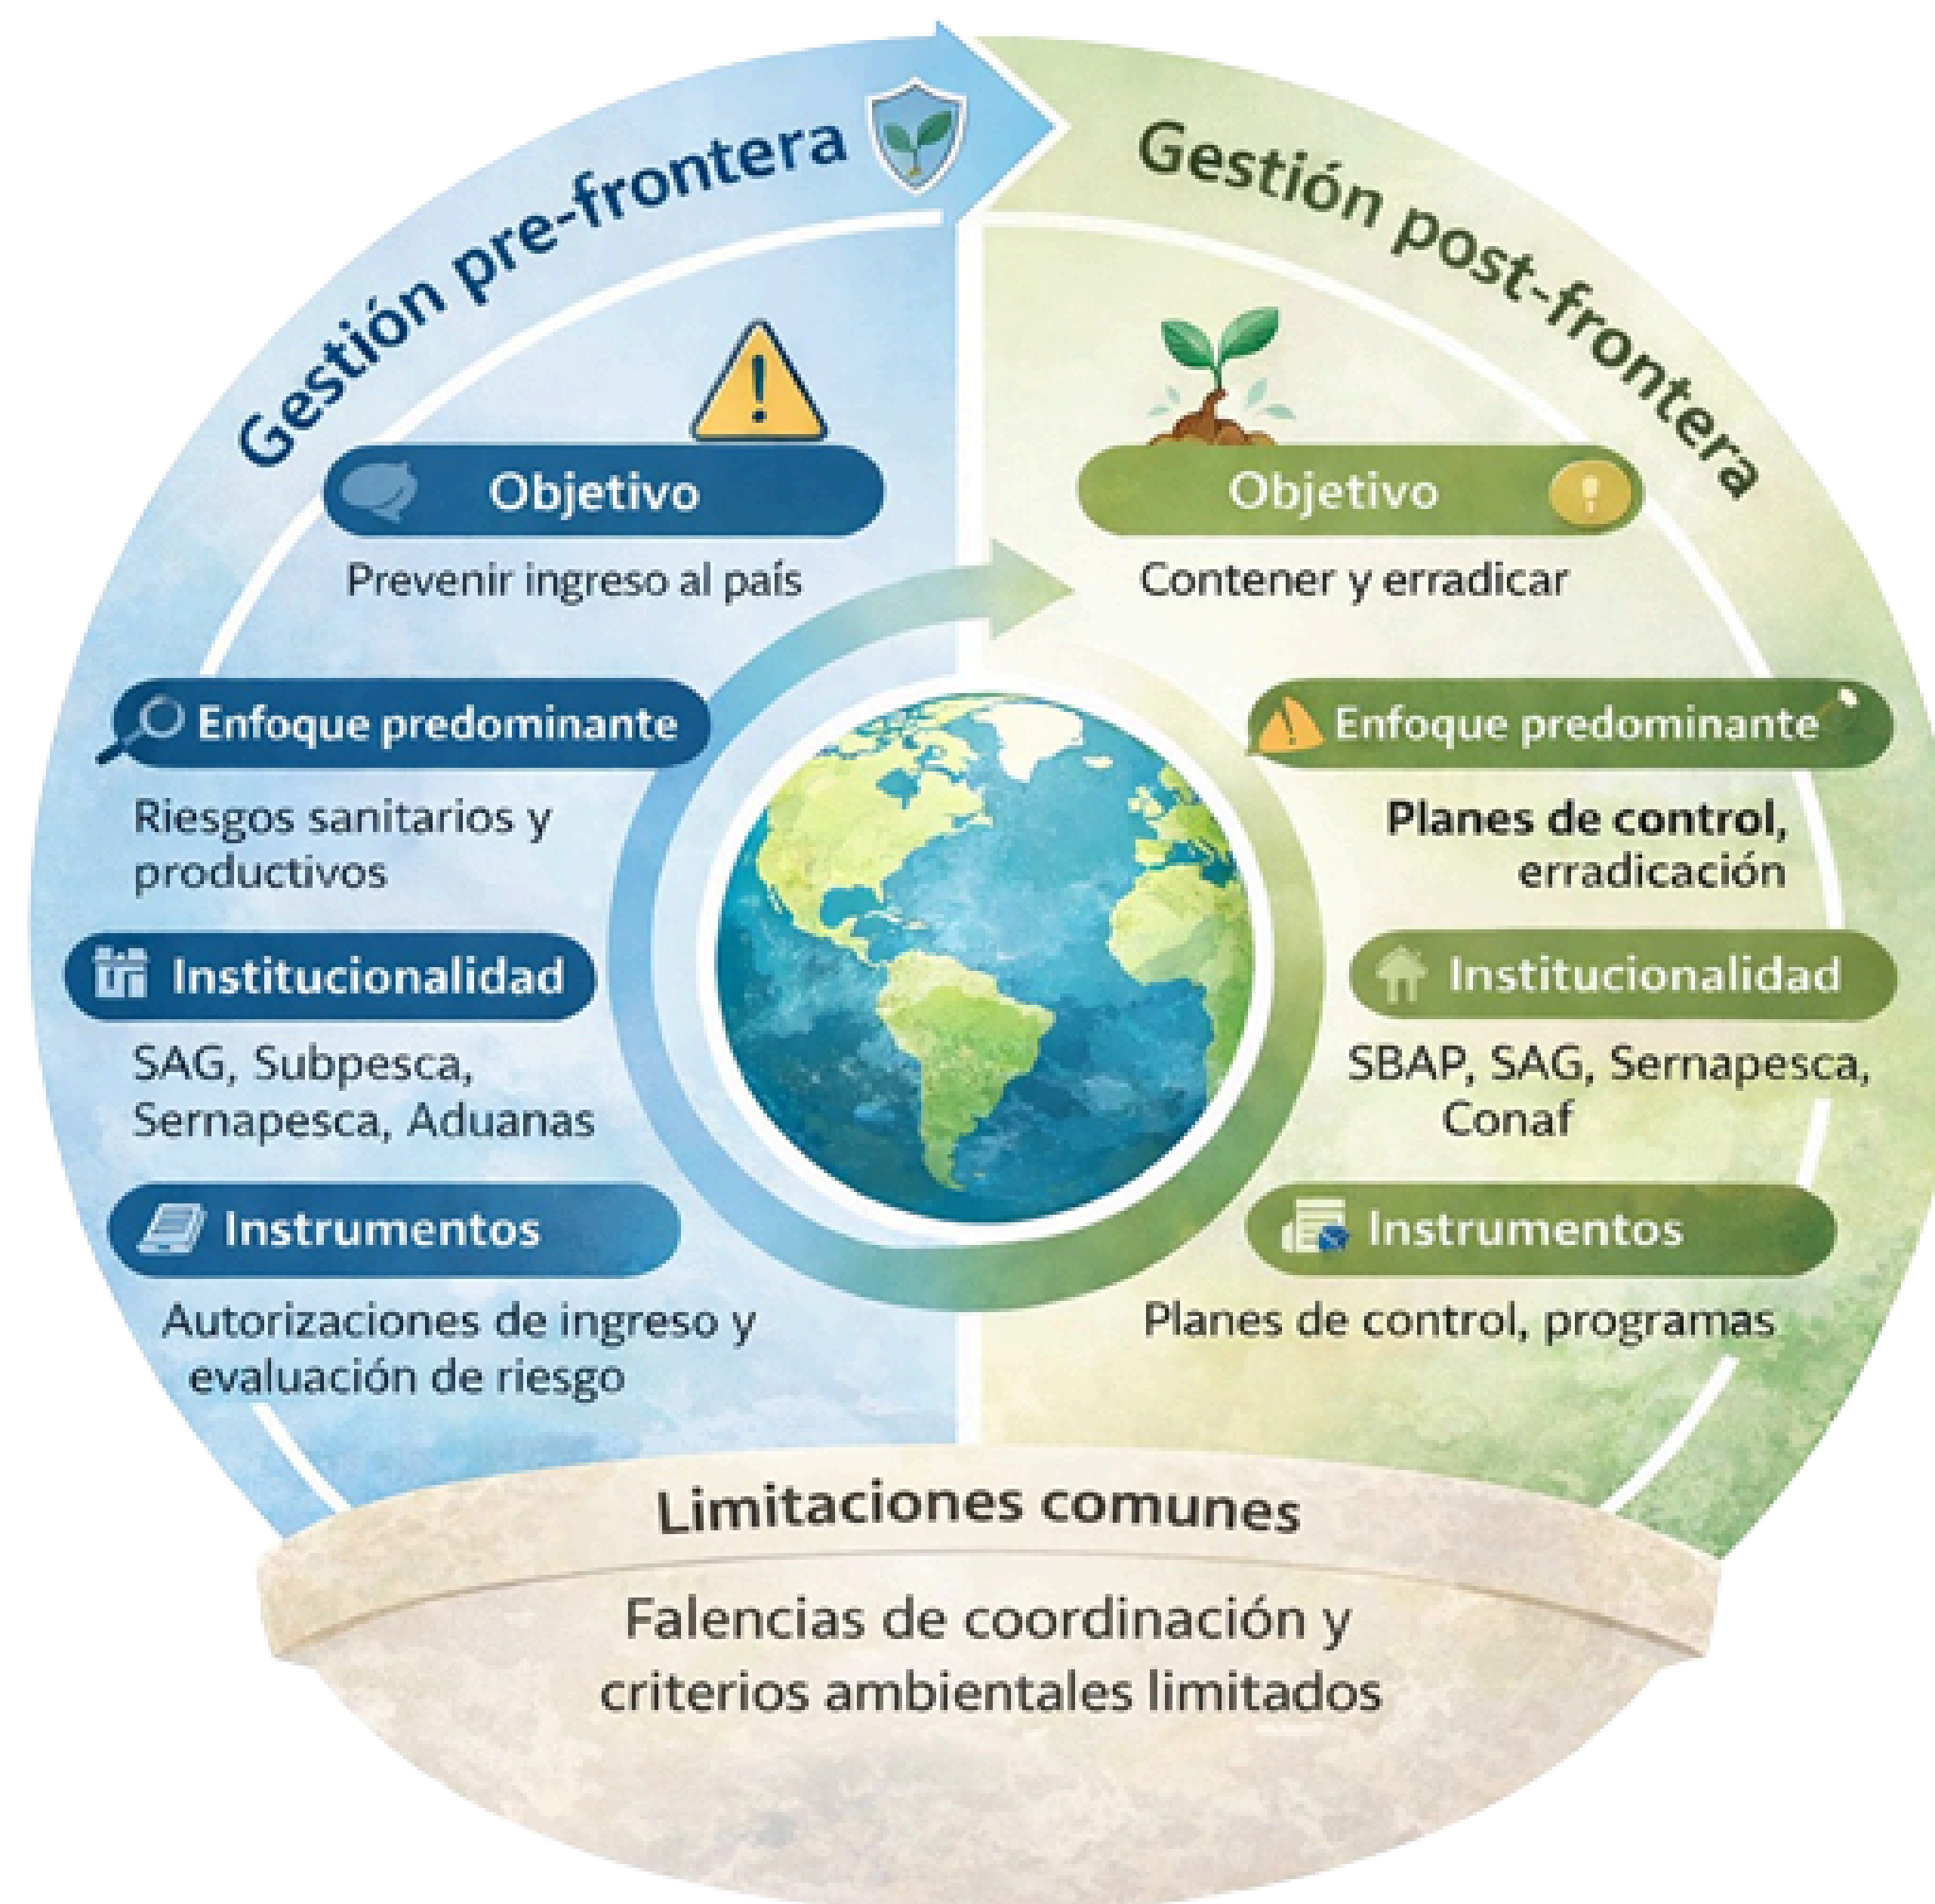 Gestión pre-frontera
Objetivo
Prevenir ingreso al país
Enfoque predominante
Riesgos sanitarios y
productivos
Institucionalidad
SAG, Subpesca,
Sernapesca, Aduanas
Instrumentos
Autorizaciones de ingreso y
evaluación de riesgo
Gestión post-frontera
Objetivo
Contener y erradicar
Enfoque predominante
Planes de control,
erradicación
Institucionalidad
SBAP, SAG, Sernapesca,
Conaf
Instrumentos
Planes de control, programas
Limitaciones comunes
Falencias de coordinación y
criterios ambientales limitados